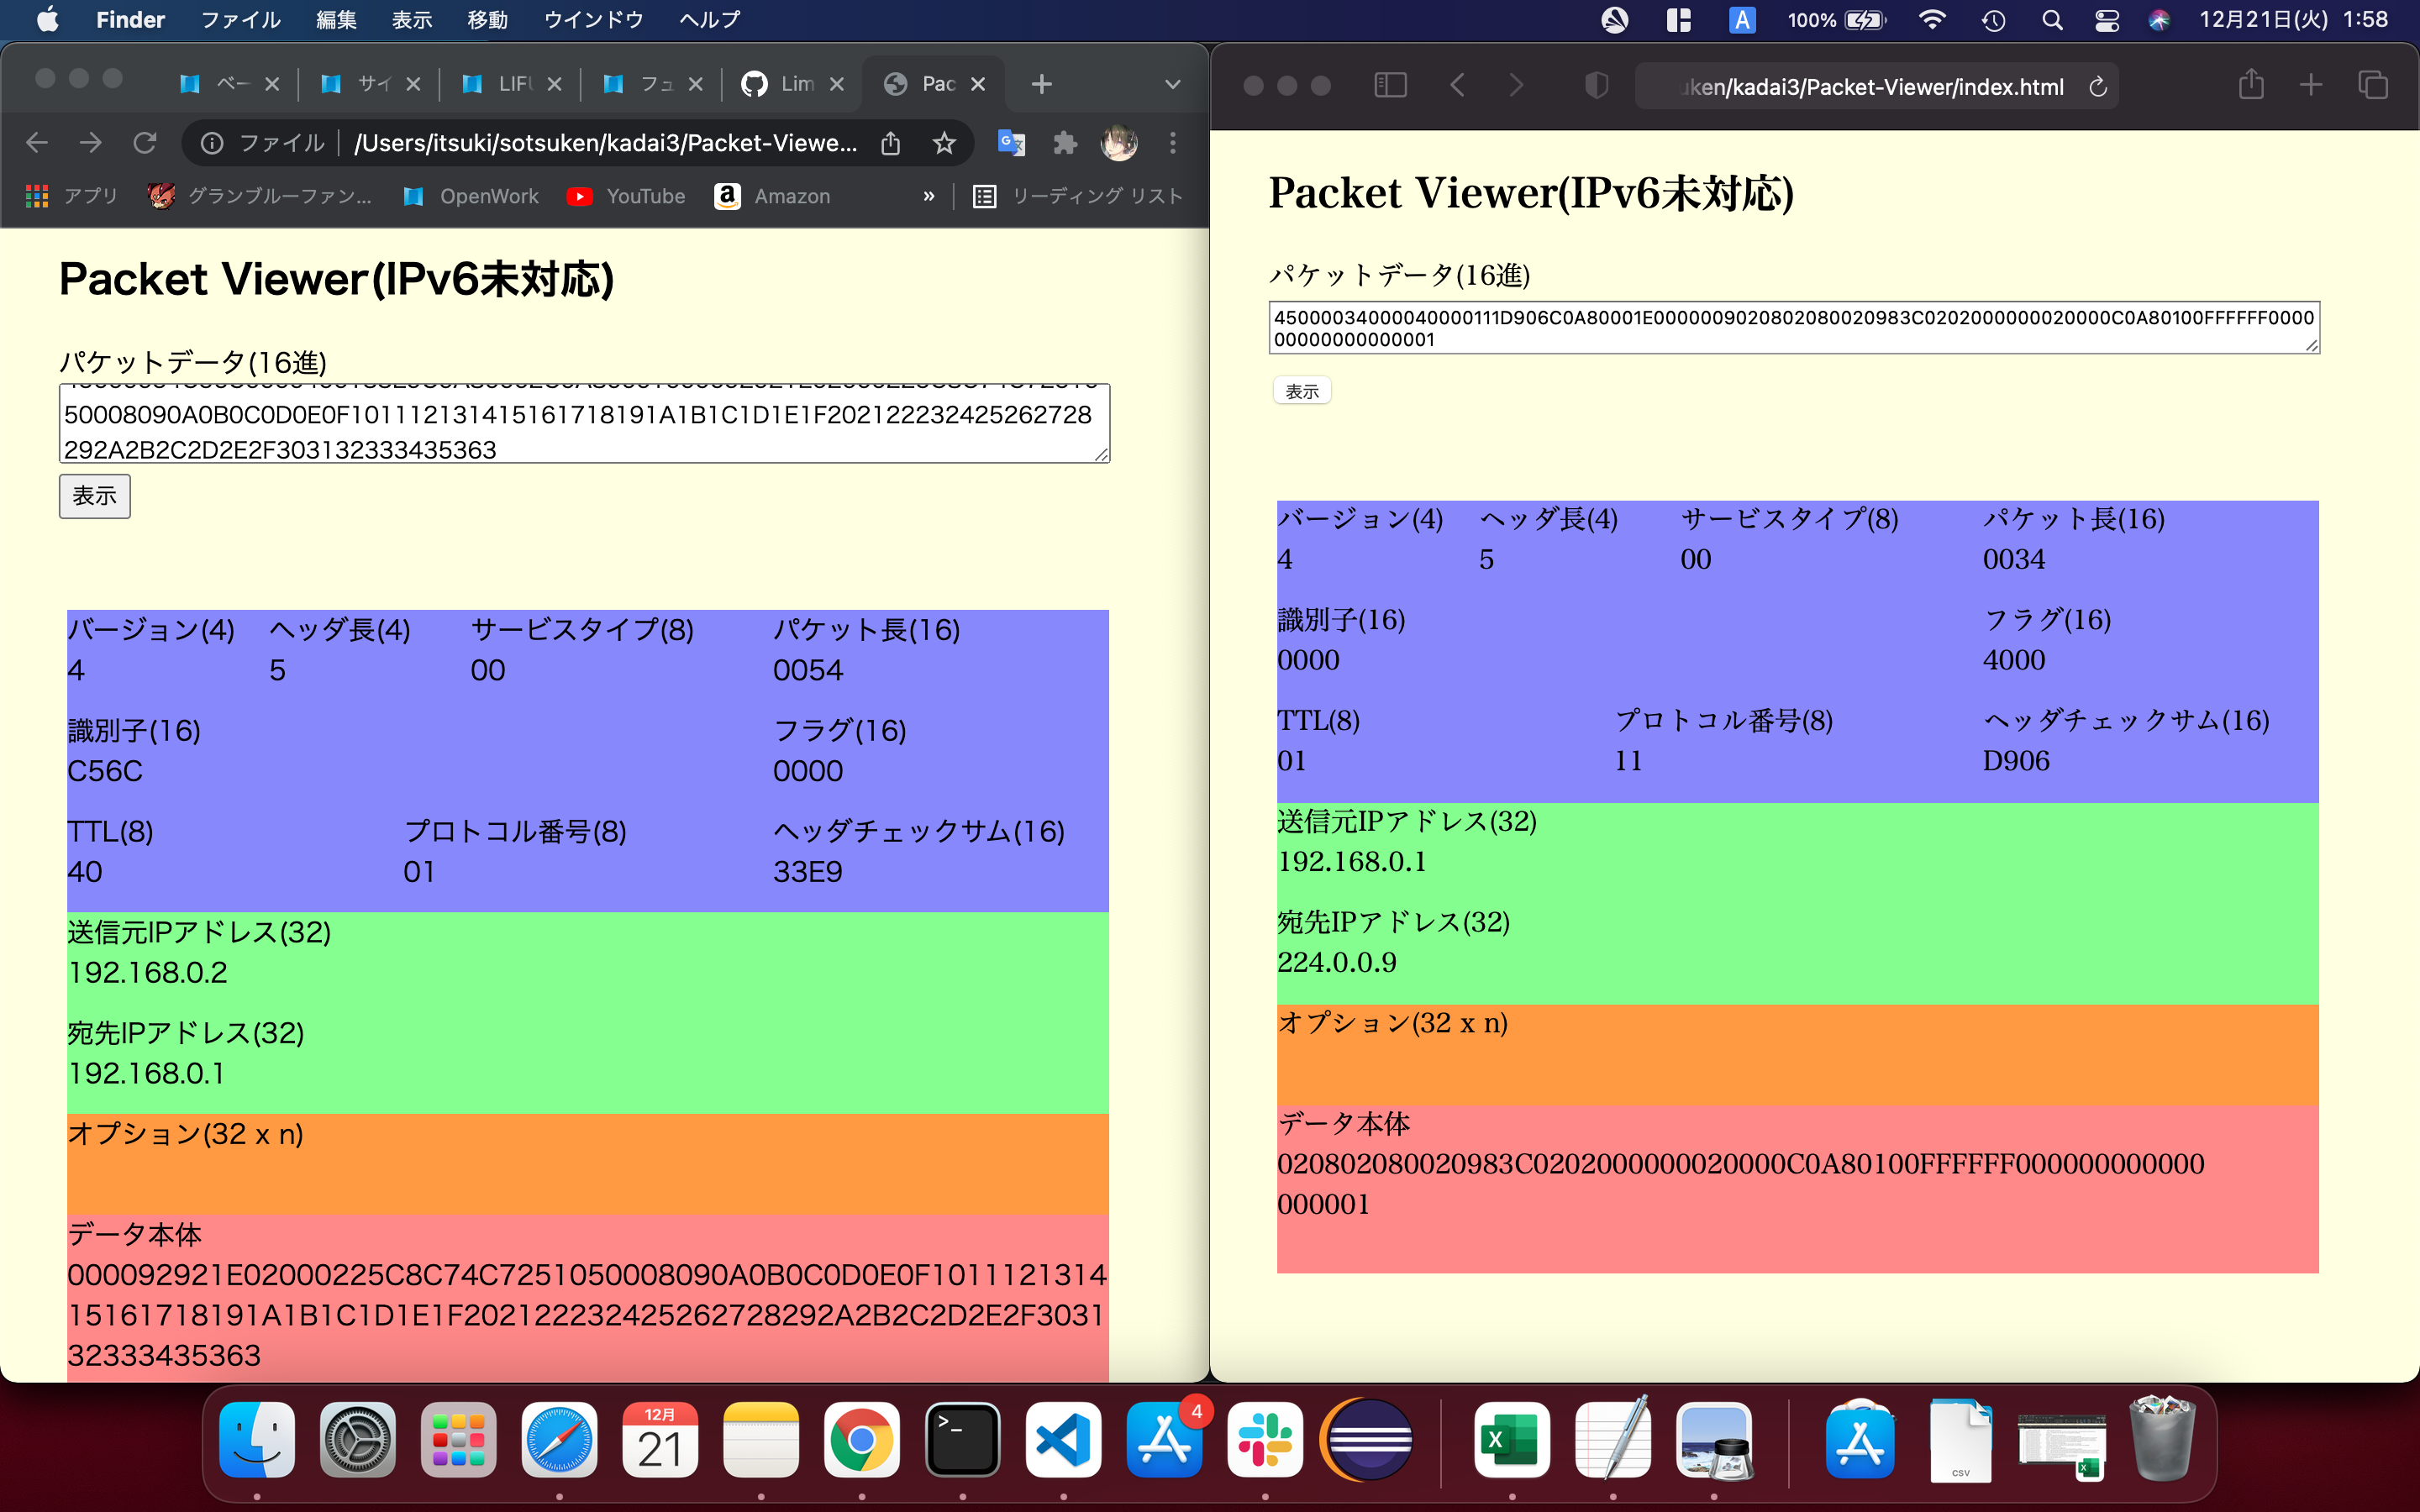 Finder ファイル 編集 表示 移動 ウインドウ ヘルプ
A 100% 12月21日(火) 1:58
ベー サイ LIFU フュ Lim Pac
ファイル /Users/itsuki/sotsuken/kadai3/Packet-Viewe...
アプリ グランブルーファン... OpenWork YouTube Amazon » リーディング リスト
Packet Viewer(IPv6未対応)
パケットデータ(16進)
50008090A0B0C0D0E0F101112131415161718191A1B1C1D1E1F202122232425262728
292A2B2C2D2E2F303132333435363
表示
バージョン(4) ヘッダ長(4) サービスタイプ(8) パケット長(16)
4 5 00 0054
識別子(16) フラグ(16)
C56C 0000
TTL(8) プロトコル番号(8) ヘッダチェックサム(16)
40 01 33E9
送信元IPアドレス(32)
192.168.0.2
宛先IPアドレス(32)
192.168.0.1
オプション(32 x n)
データ本体
000092921E02000225C8C74C7251050008090A0B0C0D0E0F1011121314
15161718191A1B1C1D1E1F202122232425262728292A2B2C2D2E2F3031
32333435363
uken/kadai3/Packet-Viewer/index.html
Packet Viewer(IPv6未対応)
パケットデータ(16進)
45000034000040000111D906C0A80001E0000009020802080020983C0202000000020000C0A80100FFFFFF0000
00000000000001
表示
バージョン(4) ヘッダ長(4) サービスタイプ(8) パケット長(16)
4 5 00 0034
識別子(16) フラグ(16)
0000 4000
TTL(8) プロトコル番号(8) ヘッダチェックサム(16)
01 11 D906
送信元IPアドレス(32)
192.168.0.1
宛先IPアドレス(32)
224.0.0.9
オプション(32 x n)
データ本体
020802080020983C0202000000020000C0A80100FFFFFF000000000000
000001
12月
21
4
CSV